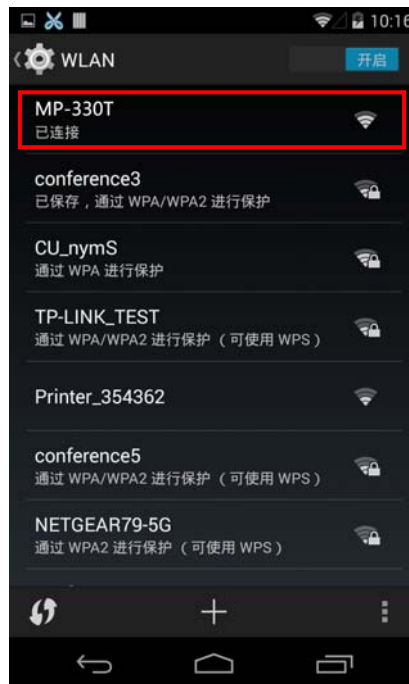 10:16
WLAN
开启
MP-330T
已连接
conference3
已保存，通过 WPA/WPA2 进行保护
CU_nymS
通过 WPA 进行保护
TP-LINK_TEST
通过 WPA/WPA2 进行保护（可使用 WPS）
Printer_354362
conference5
通过 WPA/WPA2 进行保护（可使用 WPS）
NETGEAR79-5G
通过 WPA2 进行保护（可使用 WPS）